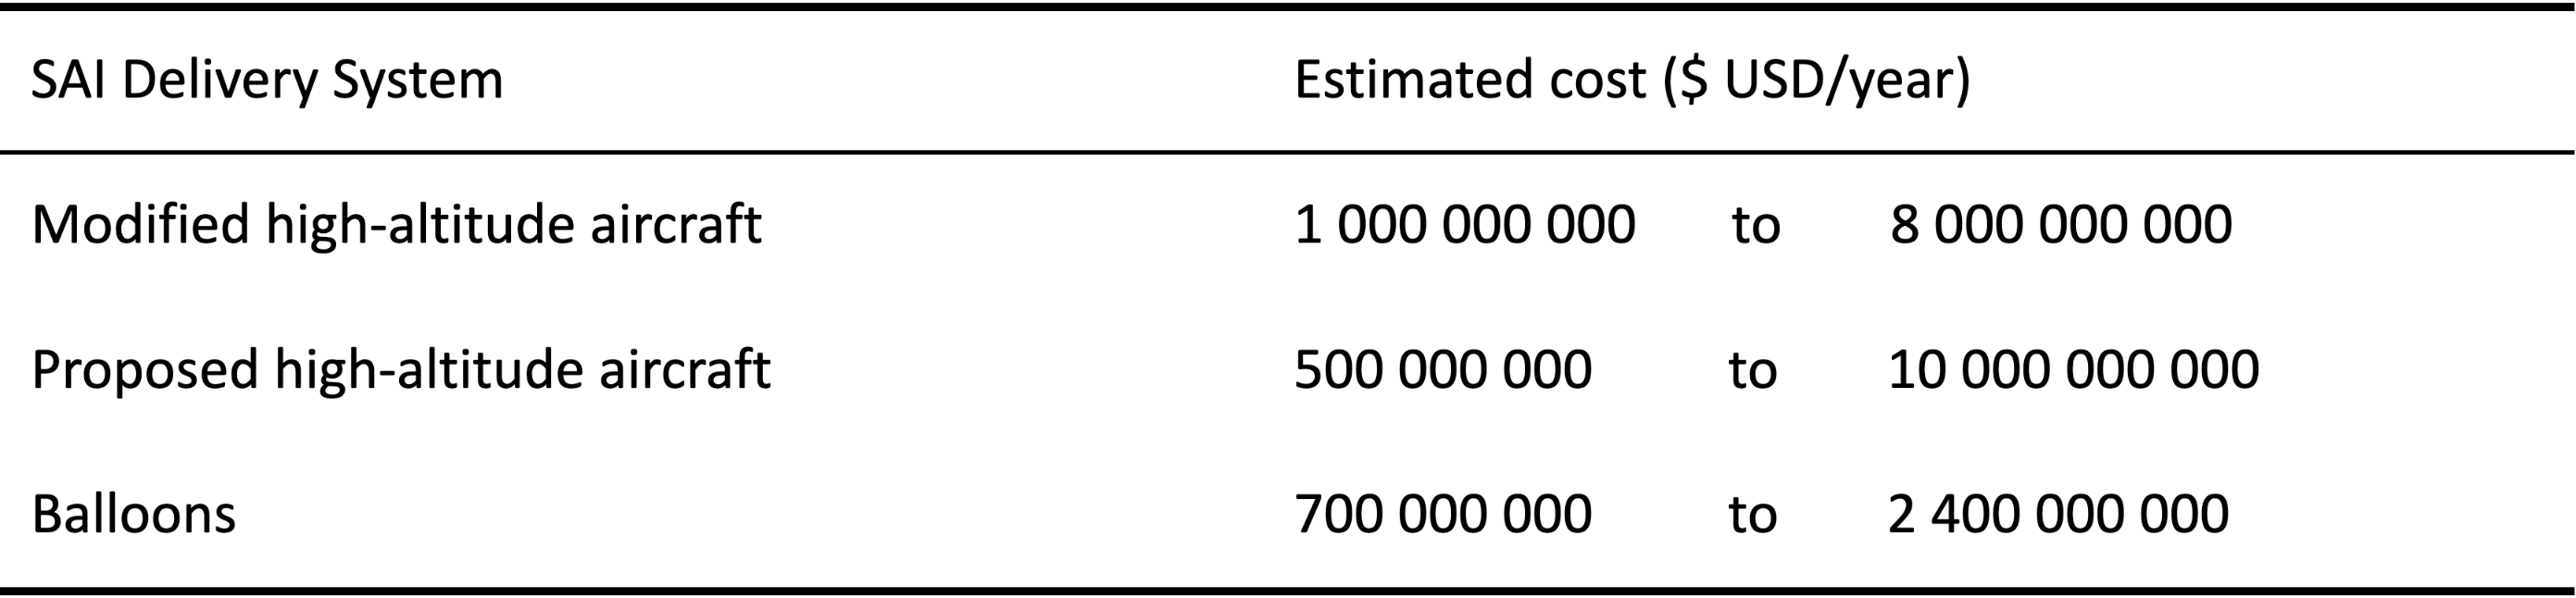 SAI Delivery System Estimated cost ($ USD/year)
Modified high-altitude aircraft 1 000 000 000 to 8 000 000 000
Proposed high-altitude aircraft 500 000 000 to 10 000 000 000
Balloons 700 000 000 to 2 400 000 000